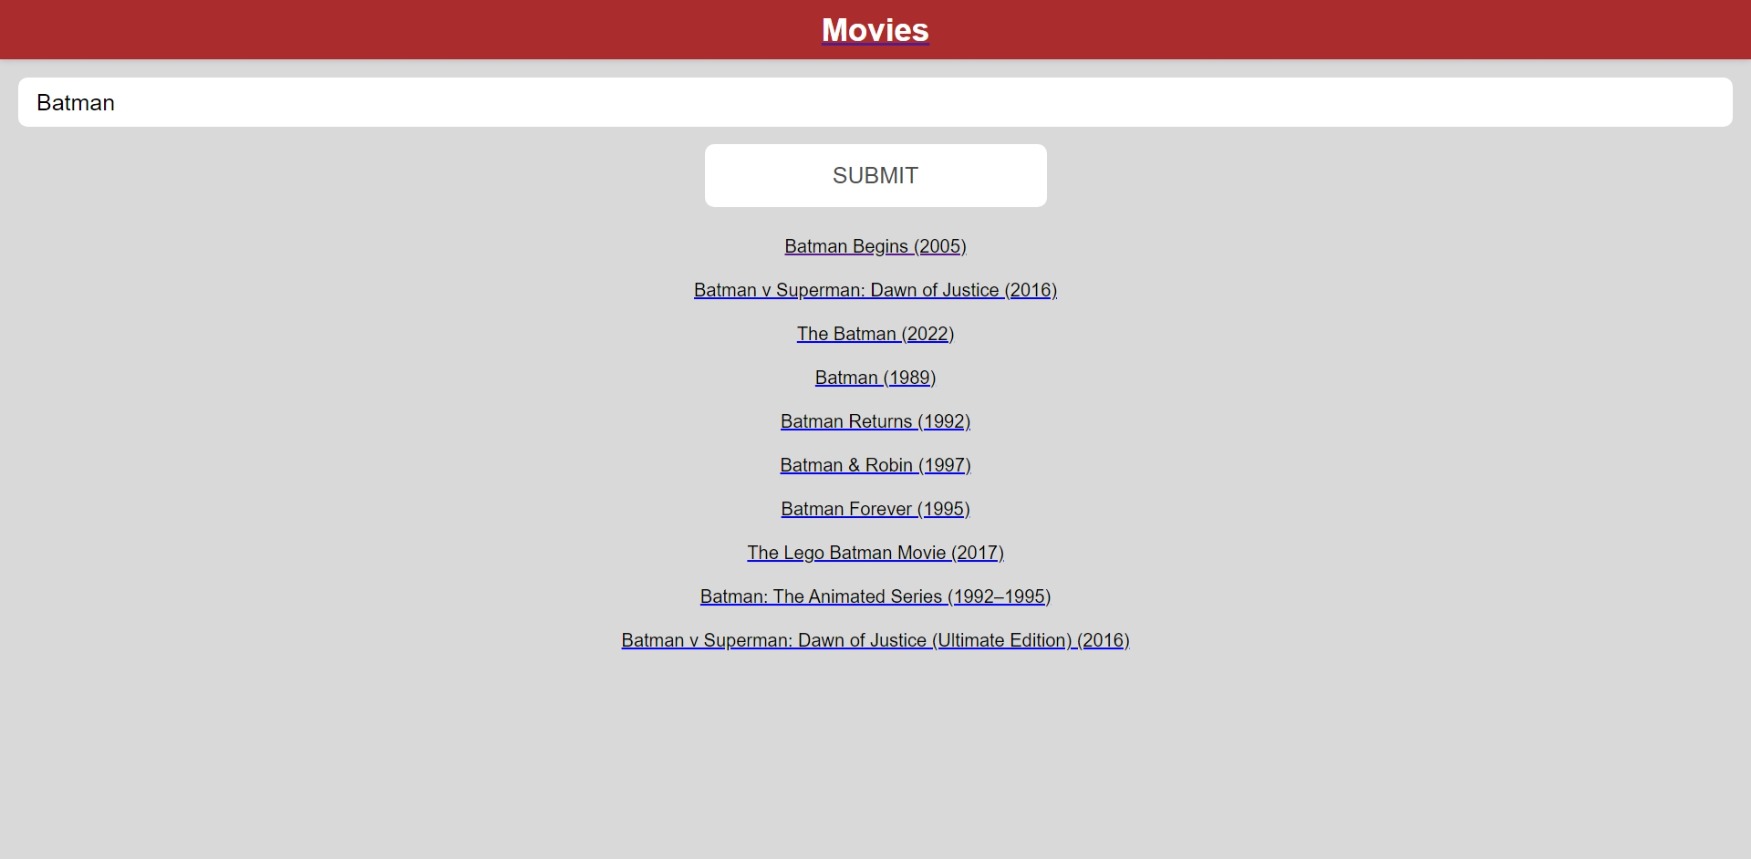 Movies
Batman
SUBMIT
Batman Begins (2005)
Batman v Superman: Dawn of Justice (2016)
The Batman (2022)
Batman (1989)
Batman Returns (1992)
Batman & Robin (1997)
Batman Forever (1995)
The Lego Batman Movie (2017)
Batman: The Animated Series (1992–1995)
Batman v Superman: Dawn of Justice (Ultimate Edition) (2016)